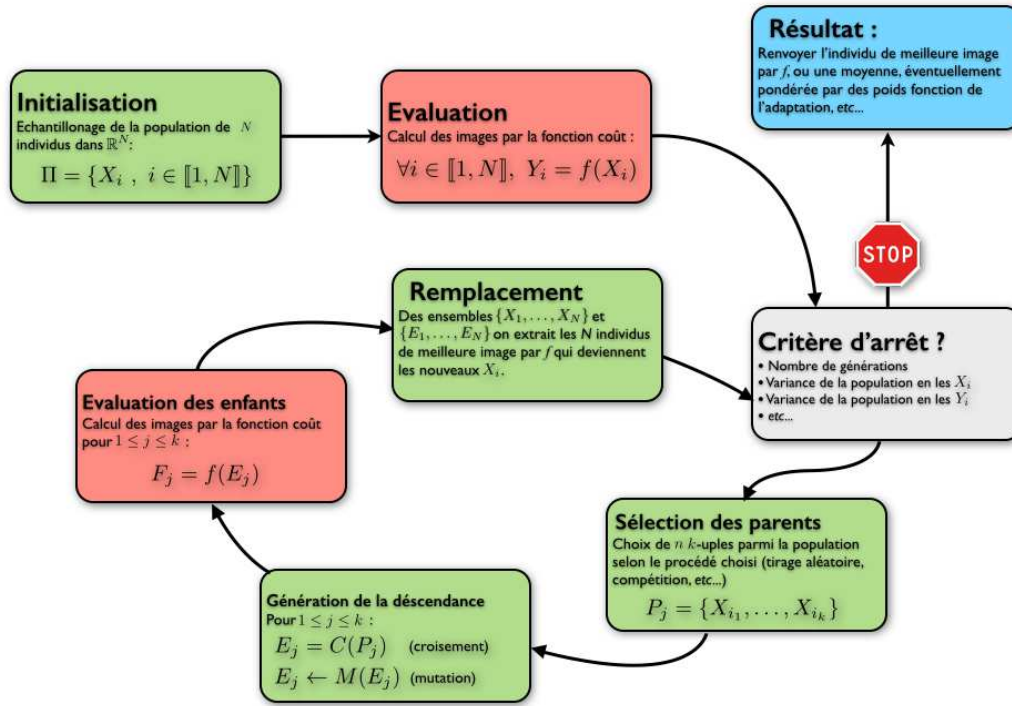 Initialisation
Echantillonage de la population de N
individus dans ℝ^N:
Π = {X_i , i ∈ ⟦1, N⟧}
Evaluation
Calcul des images par la fonction coût :
∀i ∈ ⟦1, N⟧, Y_i = f(X_i)
Résultat :
Renvoyer l'individu de meilleure image
par f, ou une moyenne, éventuellement
pondérée par des poids fonction de
l'adaptation, etc...
STOP
Critère d'arrêt ?
• Nombre de générations
• Variance de la population en les X_i
• Variance de la population en les Y_i
• etc...
Sélection des parents
Choix de n k-uples parmi la population
selon le procédé choisi (tirage aléatoire,
compétition, etc...)
P_j = {X_{i_1}, . . . , X_{i_k}}
Génération de la déscendance
Pour 1 ≤ j ≤ k :
E_j = C(P_j) (croisement)
E_j ← M(E_j) (mutation)
Evaluation des enfants
Calcul des images par la fonction coût
pour 1 ≤ j ≤ k :
F_j = f(E_j)
Remplacement
Des ensembles {X_1, . . . , X_N} et
{E_1, . . . , E_N} on extrait les N individus
de meilleure image par f qui deviennent
les nouveaux X_i.